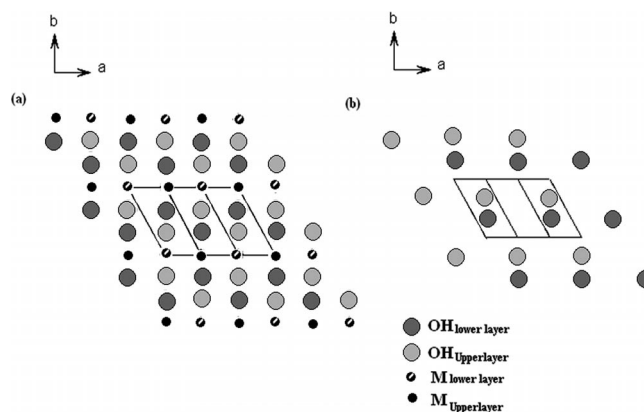 b
a
(a)
b
a
(b)
OH lower layer
OH Upperlayer
M lower layer
M Upperlayer